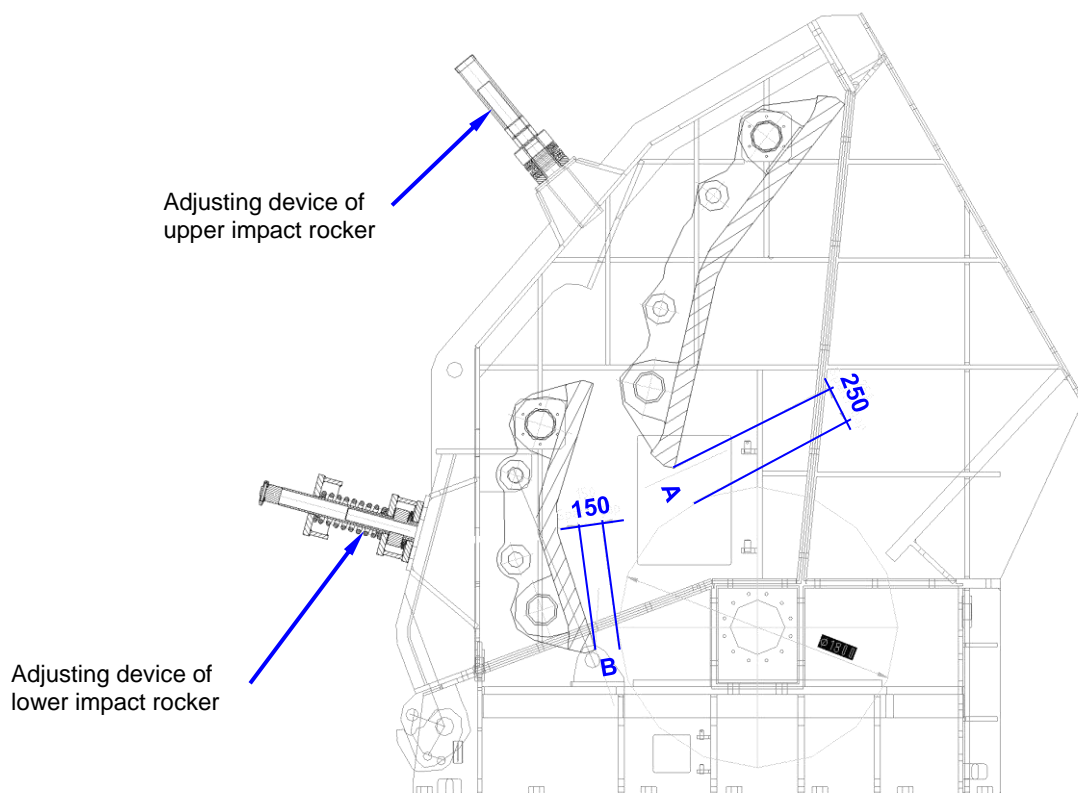 Adjusting device of
upper impact rocker
250
A
150
B
Adjusting device of
lower impact rocker